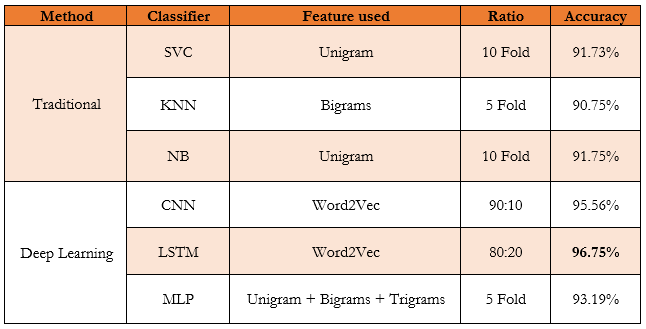 Method Classifier Feature used Ratio Accuracy
Traditional SVC Unigram 10 Fold 91.73%
KNN Bigrams 5 Fold 90.75%
NB Unigram 10 Fold 91.75%
Deep Learning CNN Word2Vec 90:10 95.56%
LSTM Word2Vec 80:20 96.75%
MLP Unigram + Bigrams + Trigrams 5 Fold 93.19%